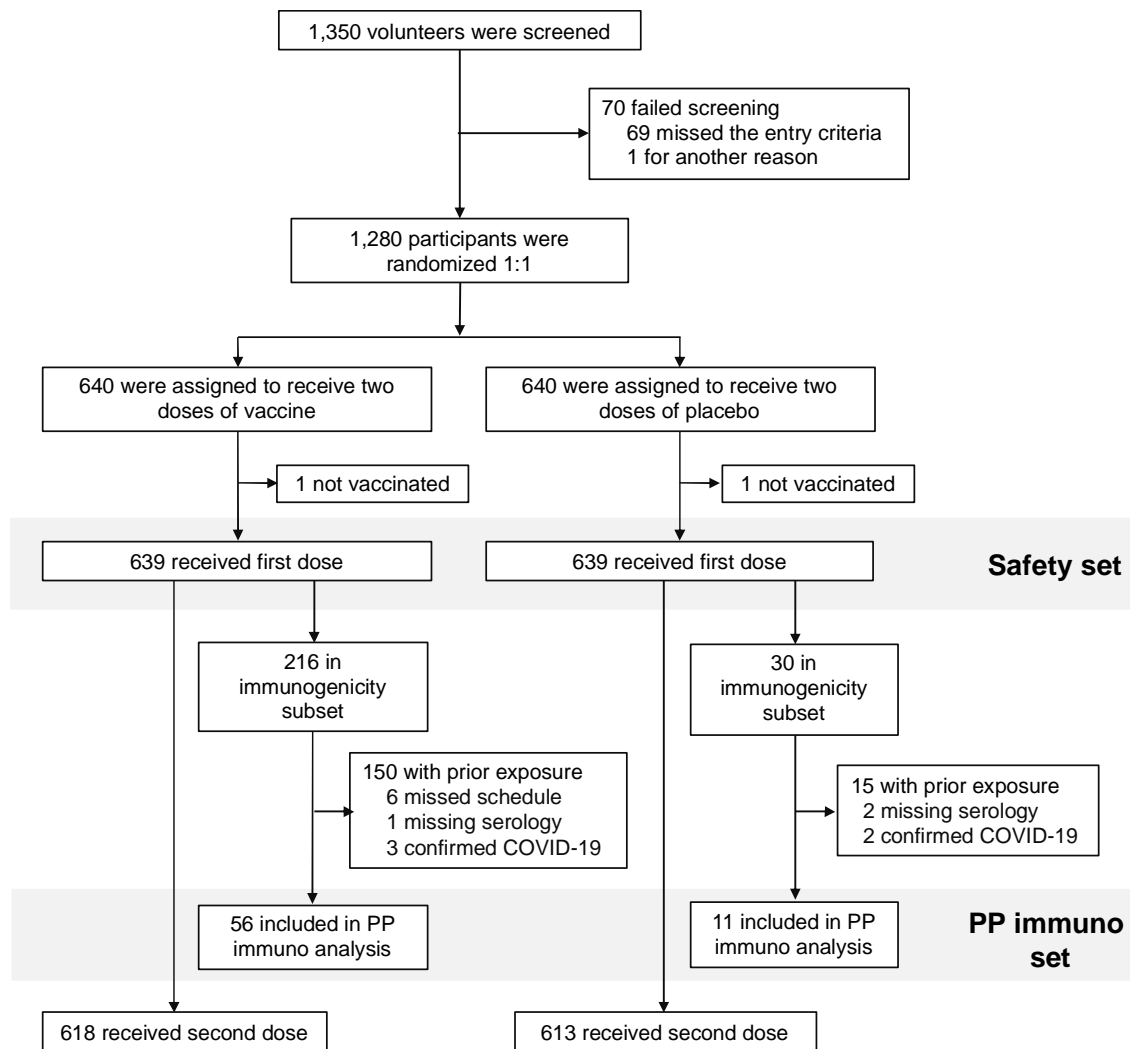 1,350 volunteers were screened
70 failed screening
69 missed the entry criteria
1 for another reason
1,280 participants were
randomized 1:1
640 were assigned to receive two
doses of vaccine
640 were assigned to receive two
doses of placebo
1 not vaccinated
1 not vaccinated
639 received first dose
639 received first dose
Safety set
216 in
immunogenicity
subset
30 in
immunogenicity
subset
150 with prior exposure
6 missed schedule
1 missing serology
3 confirmed COVID-19
15 with prior exposure
2 missing serology
2 confirmed COVID-19
56 included in PP
immuno analysis
11 included in PP
immuno analysis
PP immuno
set
618 received second dose
613 received second dose